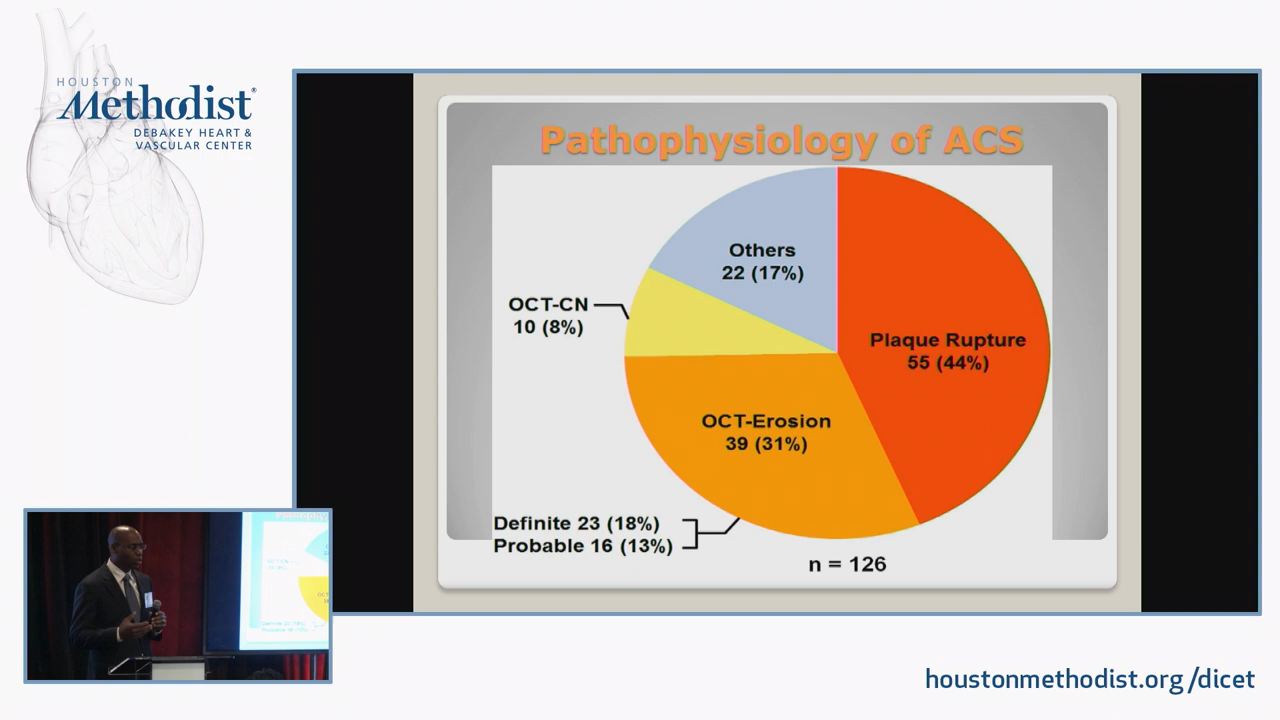 HOUSTON
Methodist®
DEBAKEY HEART &
VASCULAR CENTER
Pathophysiology of ACS
Others
22 (17%)
OCT-CN
10 (8%)
Plaque Rupture
55 (44%)
OCT-Erosion
39 (31%)
Definite 23 (18%)
Probable 16 (13%)
n = 126
houstonmethodist.org/dicet